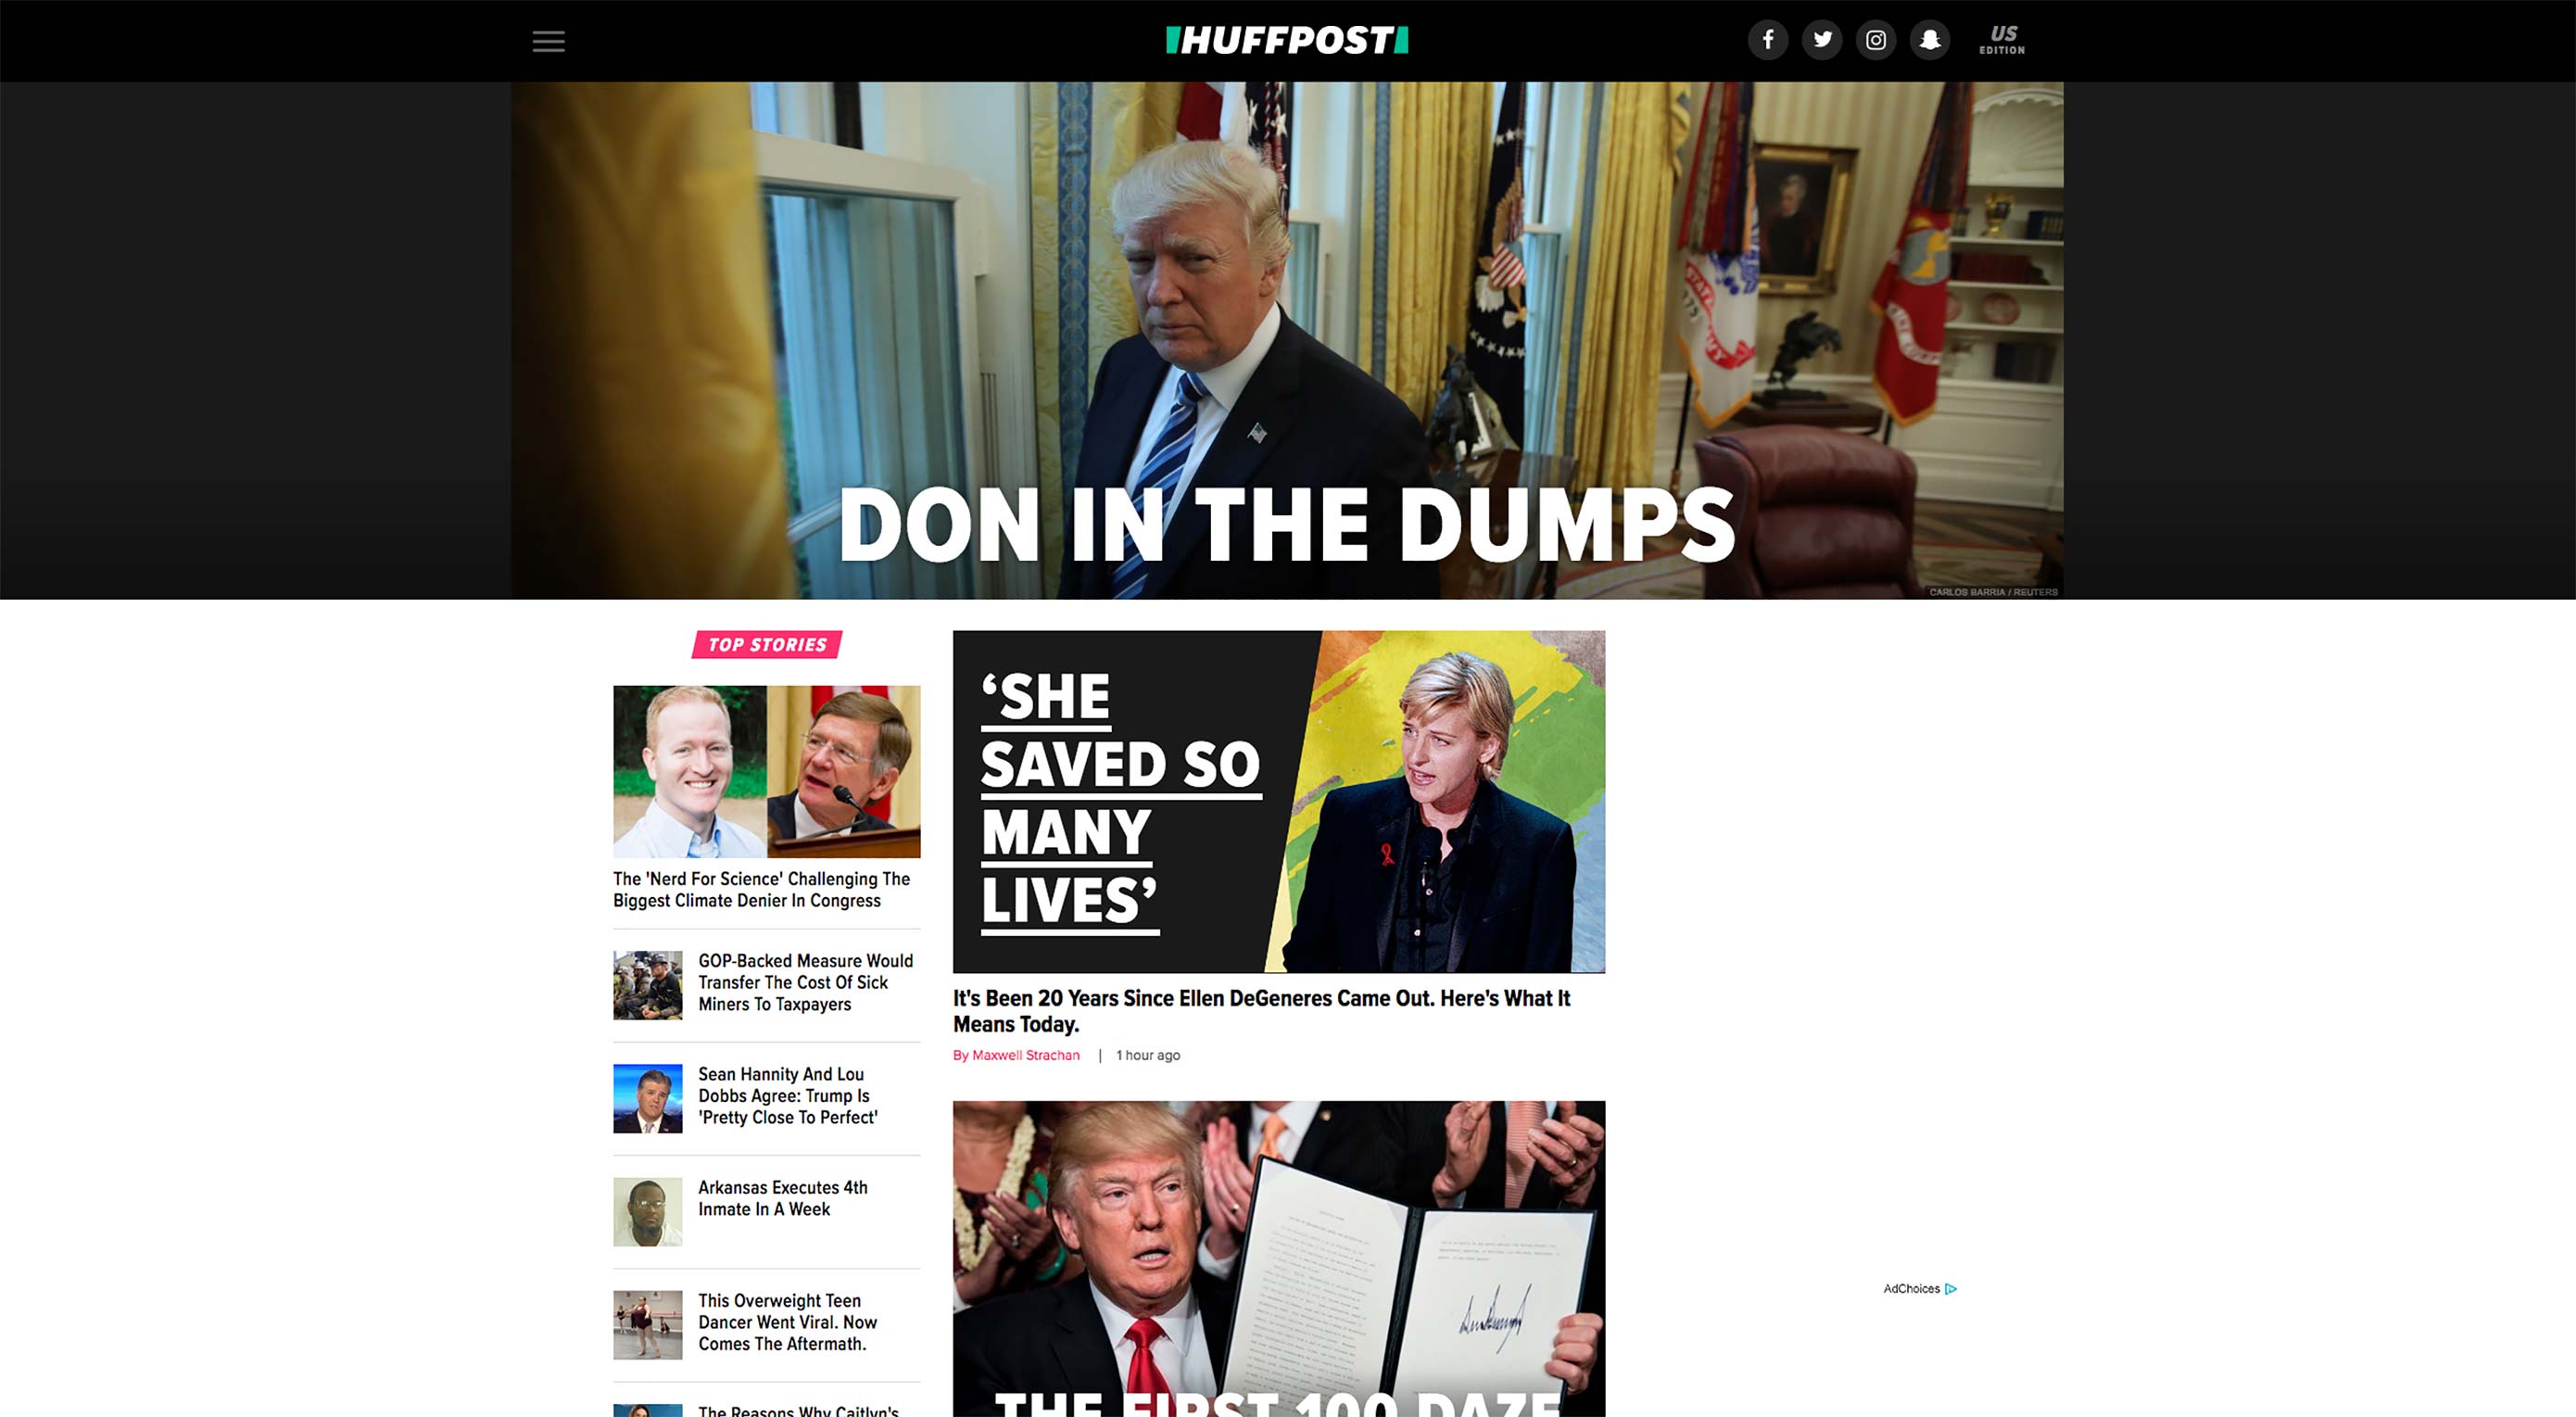 HUFFPOST
US
EDITION
DON IN THE DUMPS
CARLOS BARRIA / REUTERS
TOP STORIES
The 'Nerd For Science' Challenging The
Biggest Climate Denier In Congress
GOP-Backed Measure Would
Transfer The Cost Of Sick
Miners To Taxpayers
Sean Hannity And Lou
Dobbs Agree: Trump Is
'Pretty Close To Perfect'
Arkansas Executes 4th
Inmate In A Week
This Overweight Teen
Dancer Went Viral. Now
Comes The Aftermath.
The Reasons Why Caitlyn's
‘SHE
SAVED SO
MANY
LIVES’
It's Been 20 Years Since Ellen DeGeneres Came Out. Here's What It
Means Today.
By Maxwell Strachan | 1 hour ago
THE FIRST 100 DAZE
AdChoices